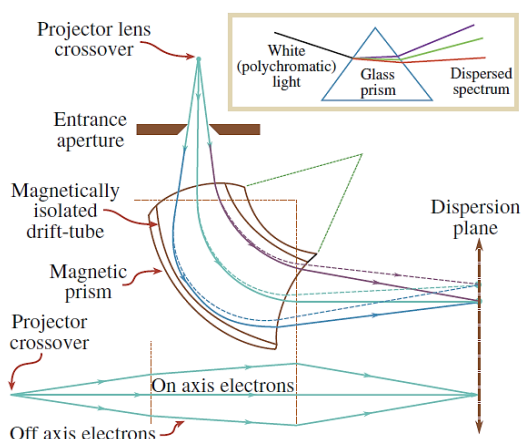 Projector lens
crossover
White
(polychromatic)
light
Glass
prism
Dispersed
spectrum
Entrance
aperture
Magnetically
isolated
drift-tube
Dispersion
plane
Magnetic
prism
Projector
crossover
On axis electrons
Off axis electrons